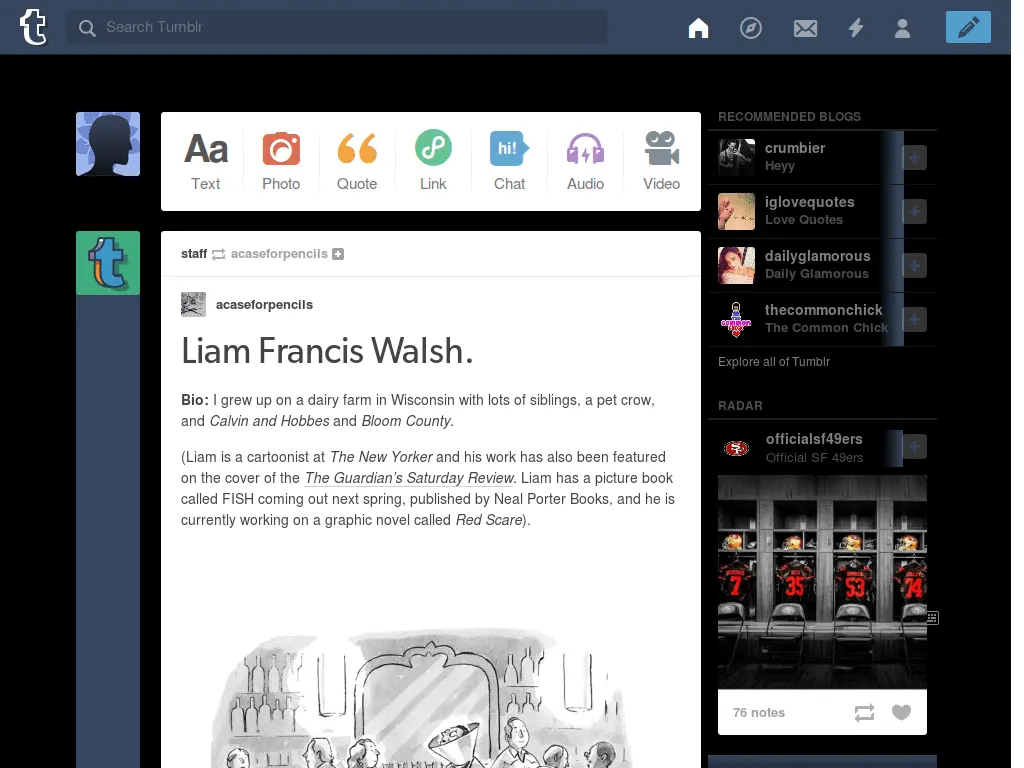 Search Tumblr
Aa
hi!
Text
Photo
Quote
Link
Chat
Audio
Video
staff acaseforpencils
acaseforpencils
Liam Francis Walsh.
Bio: I grew up on a dairy farm in Wisconsin with lots of siblings, a pet crow,
and Calvin and Hobbes and Bloom County.
(Liam is a cartoonist at The New Yorker and his work has also been featured
on the cover of the The Guardian’s Saturday Review. Liam has a picture book
called FISH coming out next spring, published by Neal Porter Books, and he is
currently working on a graphic novel called Red Scare).
RECOMMENDED BLOGS
crumbier
Heyy
iglovequotes
Love Quotes
dailyglamorous
Daily Glamorous
thecommonchick
The Common Chick
Explore all of Tumblr
RADAR
officialsf49ers
Official SF 49ers
7
35
53
74
76 notes